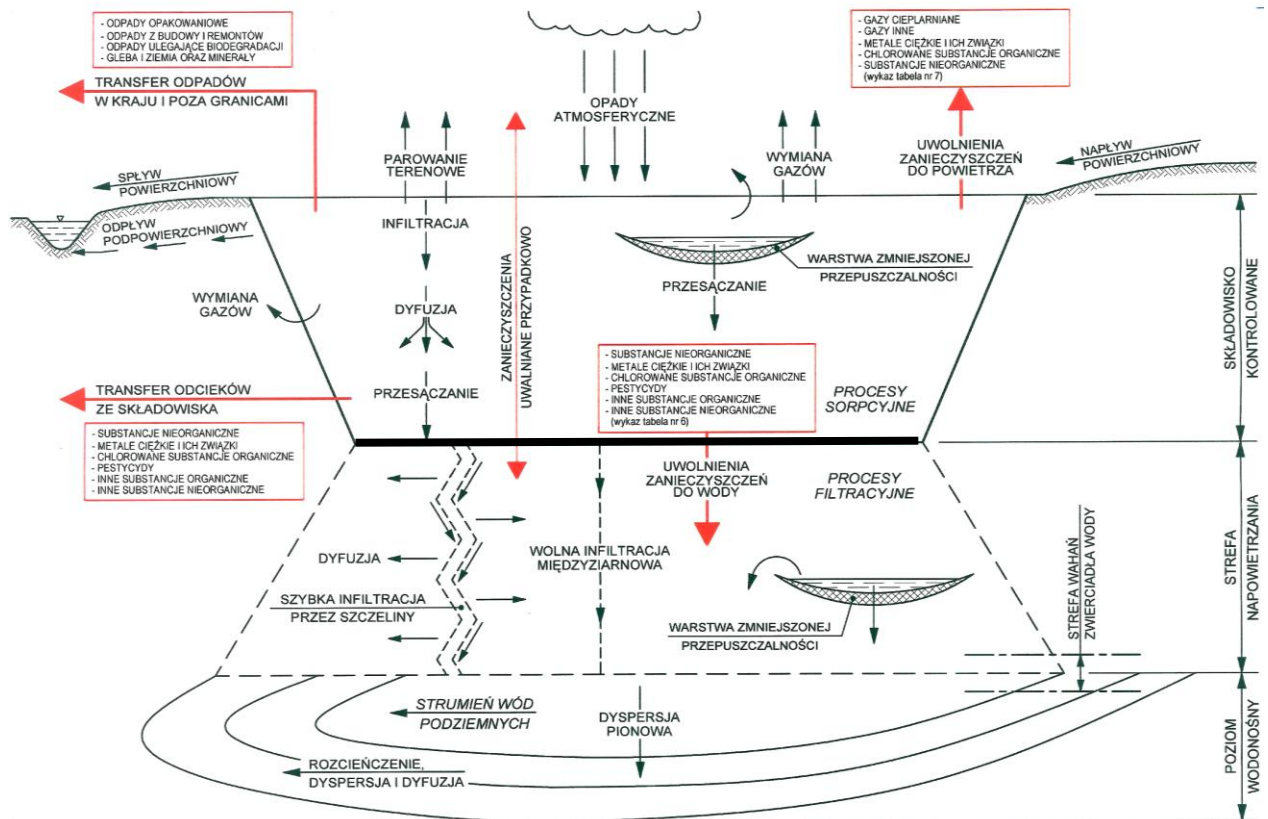 - ODPADY OPAKOWANIOWE
- ODPADY Z BUDOWY I REMONTÓW
- ODPADY ULEGAJĄCE BIODEGRADACJI
- GLEBA I ZIEMIA ORAZ MINERAŁY
TRANSFER ODPADÓW
W KRAJU I POZA GRANICAMI
OPADY
ATMOSFERYCZNE
- GAZY CIEPLARNIANE
- GAZY INNE
- METALE CIĘŻKIE I ICH ZWIĄZKI
- CHLOROWANE SUBSTANCJE ORGANICZNE
- SUBSTANCJE NIEORGANICZNE
(wykaz tabela nr 7)
PAROWANIE
TERENOWE
WYMIANA
GAZÓW
UWOLNIENIA
ZANIECZYSZCZEŃ
DO POWIETRZA
NAPŁYW
POWIERZCHNIOWY
SPŁYW
POWIERZCHNIOWY
ODPŁYW
PODPOWIERZCHNIOWY
INFILTRACJA
ZANIECZYSZCZENIA
UWALNIANE PRZYPADKOWO
WARSTWA ZMNIEJSZONEJ
PRZEPUSZCZALNOŚCI
PRZESĄCZANIE
SKŁADOWISKO
KONTROLOWANE
WYMIANA
GAZÓW
DYFUZJA
- SUBSTANCJE NIEORGANICZNE
- METALE CIĘŻKIE I ICH ZWIĄZKI
- CHLOROWANE SUBSTANCJE ORGANICZNE
- PESTYCYDY
- INNE SUBSTANCJE ORGANICZNE
- INNE SUBSTANCJE NIEORGANICZNE
(wykaz tabela nr 6)
PROCESY
SORPCYJNE
TRANSFER ODCIEKÓW
ZE SKŁADOWISKA
PRZESĄCZANIE
- SUBSTANCJE NIEORGANICZNE
- METALE CIĘŻKIE I ICH ZWIĄZKI
- CHLOROWANE SUBSTANCJE ORGANICZNE
- PESTYCYDY
- INNE SUBSTANCJE ORGANICZNE
- INNE SUBSTANCJE NIEORGANICZNE
UWOLNIENIA
ZANIECZYSZCZEŃ
DO WODY
PROCESY
FILTRACYJNE
DYFUZJA
WOLNA INFILTRACJA
MIĘDZYZIARNOWA
SZYBKA INFILTRACJA
PRZEZ SZCZELINY
WARSTWA ZMNIEJSZONEJ
PRZEPUSZCZALNOŚCI
STREFA WAHAŃ
ZWIERCIADŁA WODY
STREFA
NAPOWIETRZANIA
STRUMIEŃ WÓD
PODZIEMNYCH
DYSPERSJA
PIONOWA
ROZCIEŃCZENIE,
DYSPERSJA I DYFUZJA
POZIOM
WODONOŚNY